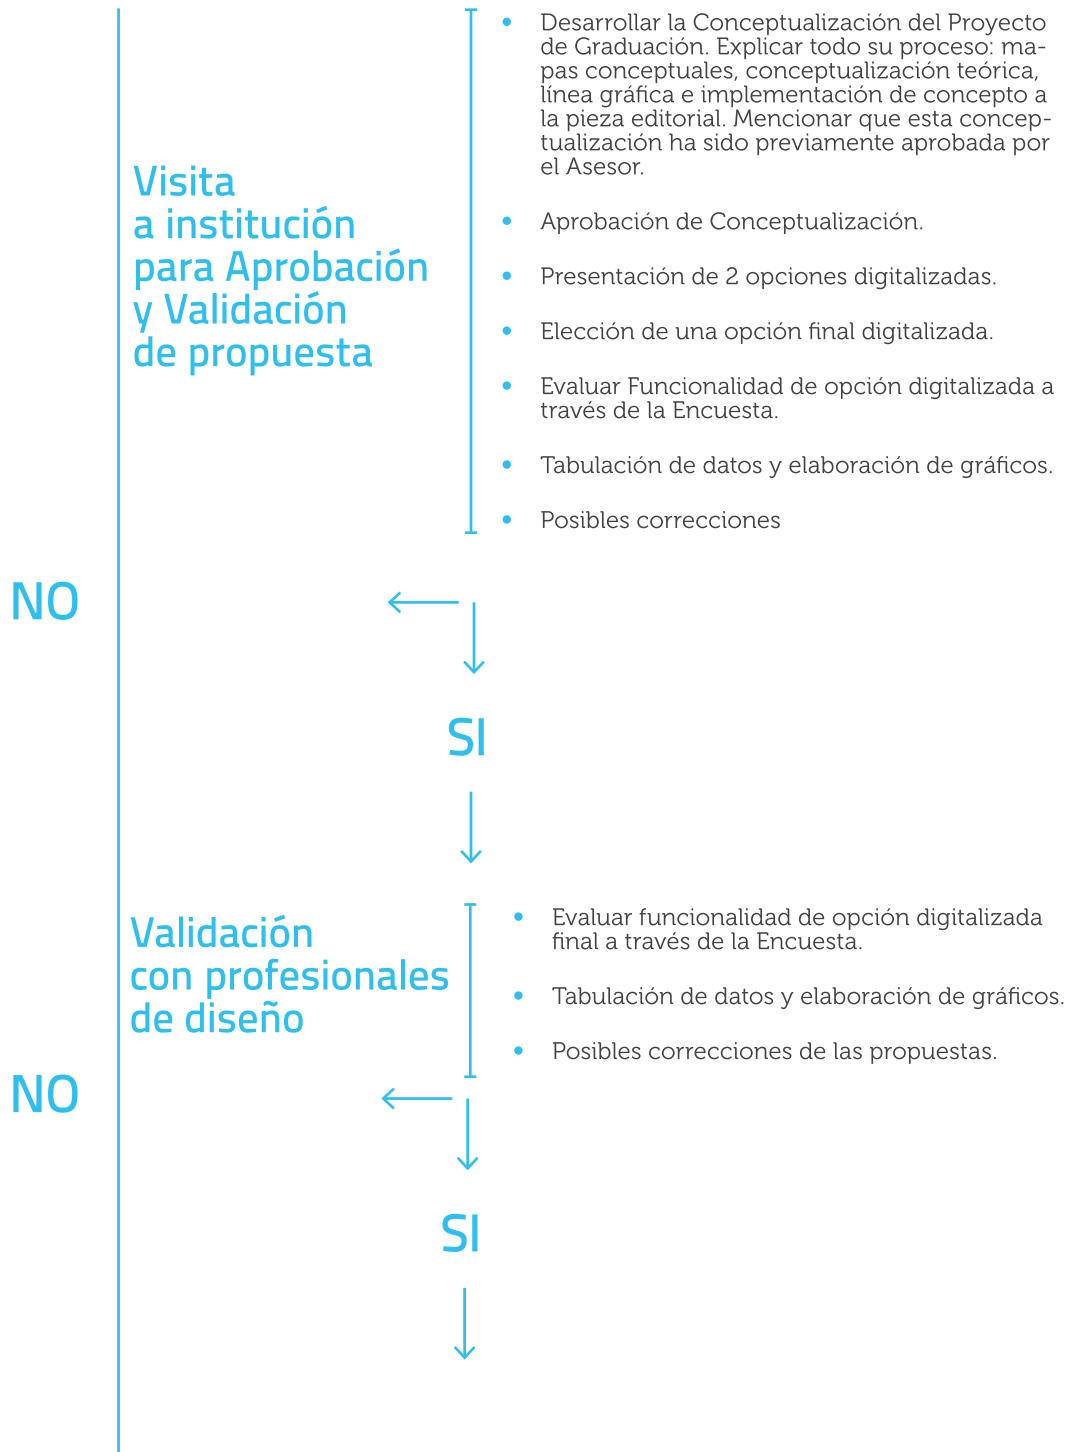 Visita
a institución
para Aprobación
y Validación
de propuesta
• Desarrollar la Conceptualización del Proyecto
de Graduación. Explicar todo su proceso: ma-
pas conceptuales, conceptualización teórica,
línea gráfica e implementación de concepto a
la pieza editorial. Mencionar que esta concep-
tualización ha sido previamente aprobada por
el Asesor.
• Aprobación de Conceptualización.
• Presentación de 2 opciones digitalizadas.
• Elección de una opción final digitalizada.
• Evaluar Funcionalidad de opción digitalizada a
través de la Encuesta.
• Tabulación de datos y elaboración de gráficos.
• Posibles correcciones
NO
SI
Validación
con profesionales
de diseño
• Evaluar funcionalidad de opción digitalizada
final a través de la Encuesta.
• Tabulación de datos y elaboración de gráficos.
• Posibles correcciones de las propuestas.
NO
SI